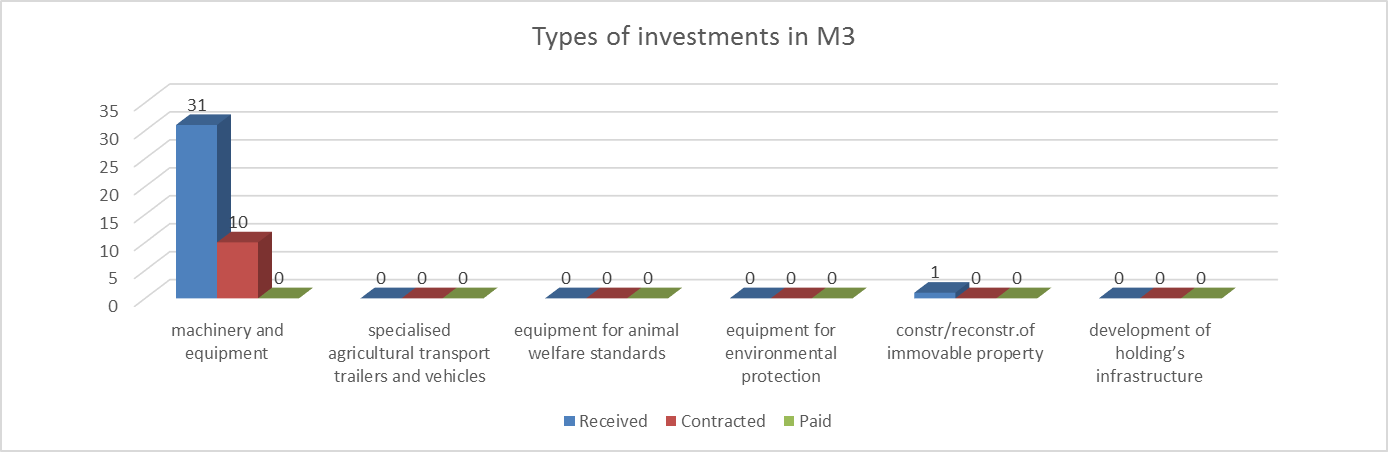 Types of investments in M3
35
30
25
20
15
10
5
0
31
10
0
0 0 0
0 0 0
0 0 0
1 0 0
0 0 0
machinery and
equipment
specialised
agricultural transport
trailers and vehicles
equipment for animal
welfare standards
equipment for
environmental
protection
constr/reconstr.of
immovable property
development of
holding’s
infrastructure
Received Contracted Paid